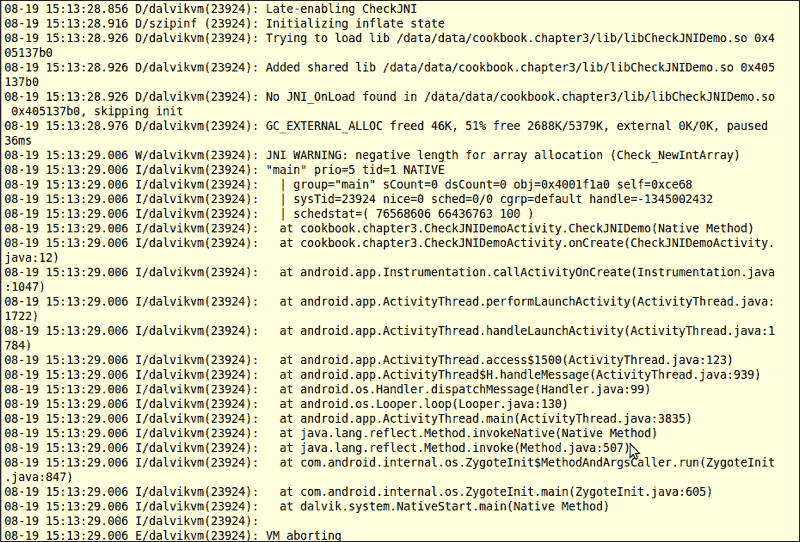 08-19 15:13:28.856 D/dalvikvm(23924): Late-enabling CheckJNI
08-19 15:13:28.916 D/szipinf (23924): Initializing inflate state
08-19 15:13:28.926 D/dalvikvm(23924): Trying to load lib /data/data/cookbook.chapter3/lib/libCheckJNIDemo.so 0x4
05137b0
08-19 15:13:28.926 D/dalvikvm(23924): Added shared lib /data/data/cookbook.chapter3/lib/libCheckJNIDemo.so 0x405
137b0
08-19 15:13:28.926 D/dalvikvm(23924): No JNI_OnLoad found in /data/data/cookbook.chapter3/lib/libCheckJNIDemo.so
 0x405137b0, skipping init
08-19 15:13:28.976 D/dalvikvm(23924): GC_EXTERNAL_ALLOC freed 46K, 51% free 2688K/5379K, external 0K/0K, paused
36ms
08-19 15:13:29.006 W/dalvikvm(23924): JNI WARNING: negative length for array allocation (Check_NewIntArray)
08-19 15:13:29.006 I/dalvikvm(23924): "main" prio=5 tid=1 NATIVE
08-19 15:13:29.006 I/dalvikvm(23924):   | group="main" sCount=0 dsCount=0 obj=0x4001f1a0 self=0xce68
08-19 15:13:29.006 I/dalvikvm(23924):   | sysTid=23924 nice=0 sched=0/0 cgrp=default handle=-1345002432
08-19 15:13:29.006 I/dalvikvm(23924):   | schedstat=( 76568606 66436763 100 )
08-19 15:13:29.006 I/dalvikvm(23924):   at cookbook.chapter3.CheckJNIDemoActivity.CheckJNIDemo(Native Method)
08-19 15:13:29.006 I/dalvikvm(23924):   at cookbook.chapter3.CheckJNIDemoActivity.onCreate(CheckJNIDemoActivity.
java:12)
08-19 15:13:29.006 I/dalvikvm(23924):   at android.app.Instrumentation.callActivityOnCreate(Instrumentation.java
:1047)
08-19 15:13:29.006 I/dalvikvm(23924):   at android.app.ActivityThread.performLaunchActivity(ActivityThread.java:
1722)
08-19 15:13:29.006 I/dalvikvm(23924):   at android.app.ActivityThread.handleLaunchActivity(ActivityThread.java:1
784)
08-19 15:13:29.006 I/dalvikvm(23924):   at android.app.ActivityThread.access$1500(ActivityThread.java:123)
08-19 15:13:29.006 I/dalvikvm(23924):   at android.app.ActivityThread$H.handleMessage(ActivityThread.java:939)
08-19 15:13:29.006 I/dalvikvm(23924):   at android.os.Handler.dispatchMessage(Handler.java:99)
08-19 15:13:29.006 I/dalvikvm(23924):   at android.os.Looper.loop(Looper.java:130)
08-19 15:13:29.006 I/dalvikvm(23924):   at android.app.ActivityThread.main(ActivityThread.java:3835)
08-19 15:13:29.006 I/dalvikvm(23924):   at java.lang.reflect.Method.invokeNative(Native Method)
08-19 15:13:29.006 I/dalvikvm(23924):   at java.lang.reflect.Method.invoke(Method.java:507)
08-19 15:13:29.006 I/dalvikvm(23924):   at com.android.internal.os.ZygoteInit$MethodAndArgsCaller.run(ZygoteInit
.java:847)
08-19 15:13:29.006 I/dalvikvm(23924):   at com.android.internal.os.ZygoteInit.main(ZygoteInit.java:605)
08-19 15:13:29.006 I/dalvikvm(23924):   at dalvik.system.NativeStart.main(Native Method)
08-19 15:13:29.006 I/dalvikvm(23924):
08-19 15:13:29.006 E/dalvikvm(23924): VM aborting